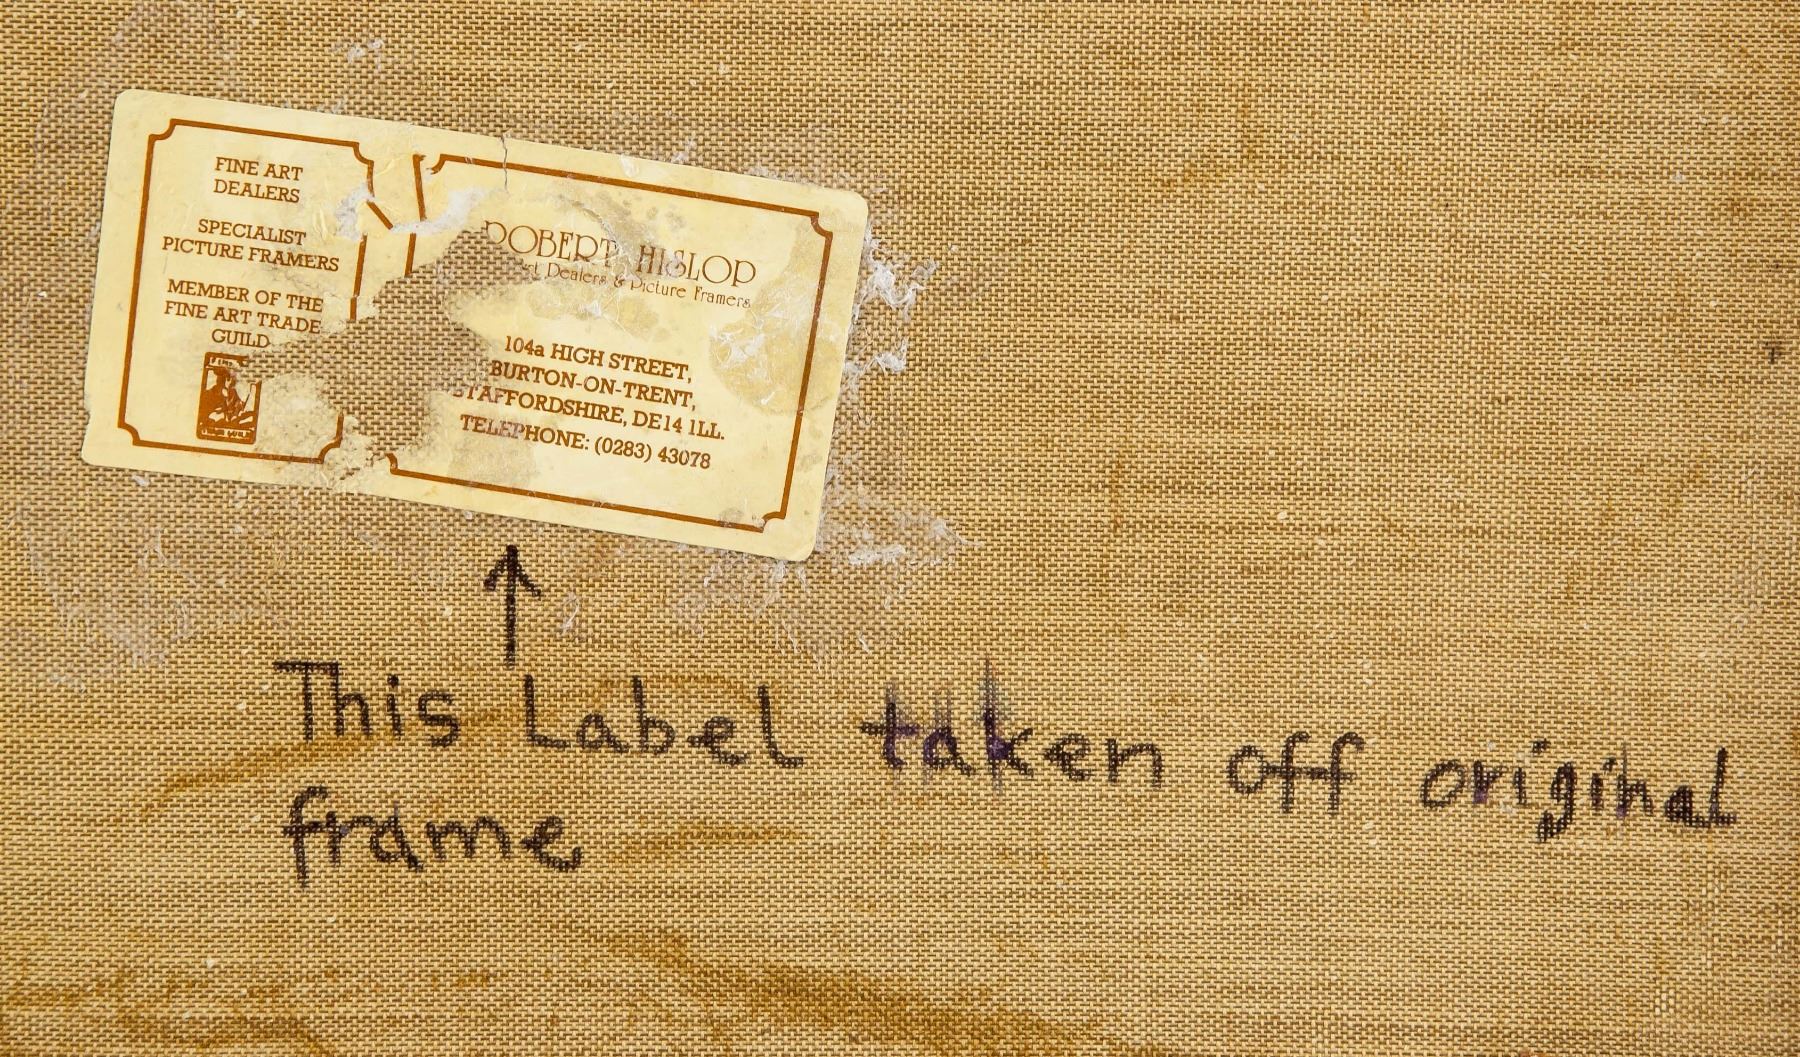 FINE ART
DEALERS
SPECIALIST
PICTURE FRAMERS
MEMBER OF THE
FINE ART TRADE
GUILD
ROBERT HISLOP
Dealers & Picture Framers
104a HIGH STREET,
BURTON-ON-TRENT,
STAFFORDSHIRE, DE14 1LL.
TELEPHONE: (0283) 43078
This Label taken off original
frame